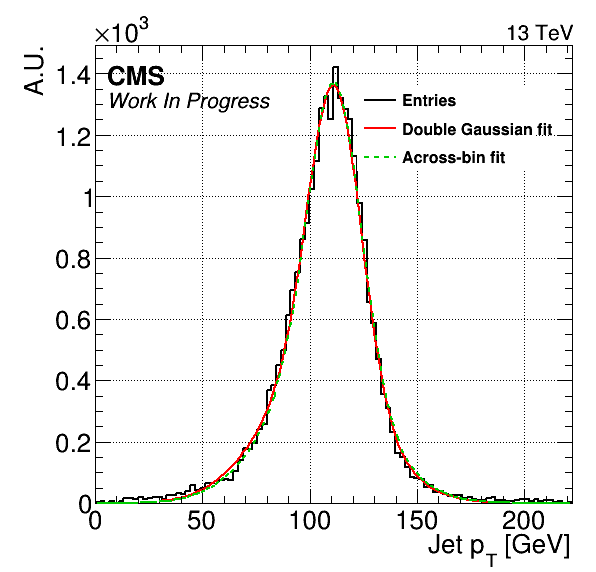 ×10³
13 TeV
A.U.
CMS
Work In Progress
Entries
Double Gaussian fit
Across-bin fit
1.4
1.2
1
0.8
0.6
0.4
0.2
0
0 50 100 150 200
Jet p_T [GeV]